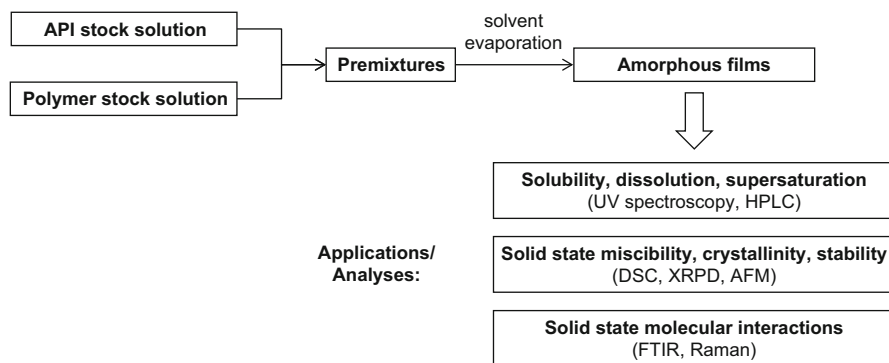 API stock solution
Polymer stock solution
Premixtures
solvent
evaporation
Amorphous films
Applications/
Analyses:
Solubility, dissolution, supersaturation
(UV spectroscopy, HPLC)
Solid state miscibility, crystallinity, stability
(DSC, XRPD, AFM)
Solid state molecular interactions
(FTIR, Raman)